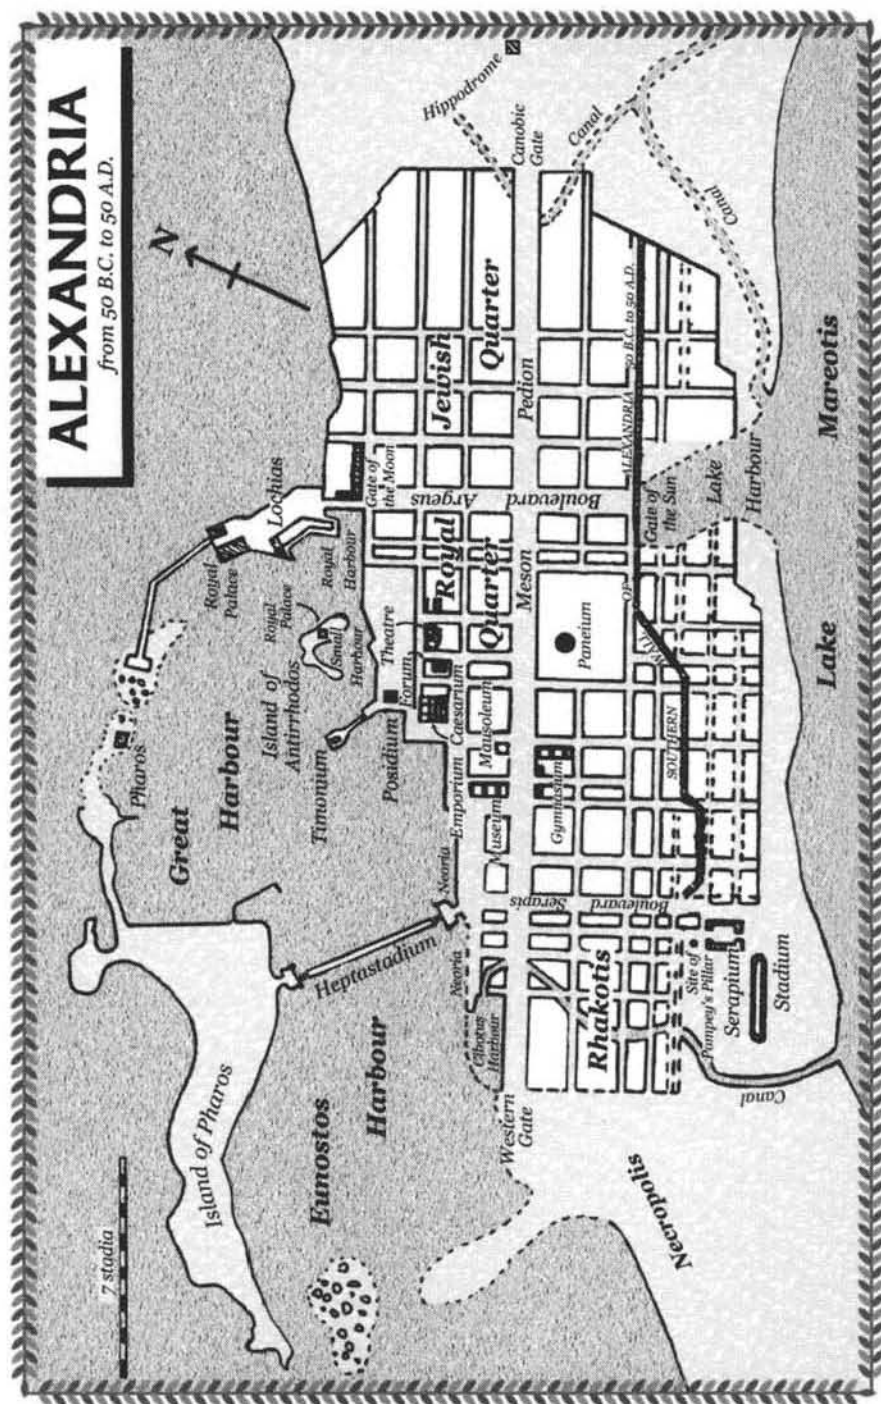 ALEXANDRIA
from 50 B.C. to 50 A.D.
N
7 stadia
Island of Pharos
Eunostos
Harbour
Heptastadium
Great
Harbour
Pharos
Royal
Palace
Lochias
Royal
Harbour
Island of
Antirrhodos
Royal
Palace
Small
Harbour
Timonium
Posidium
Theatre
Forum
Caesarium
Mausoleum
Emporium
Museum
Neoria
Neoria
Cibotus
Harbour
Western
Gate
Necropolis
Rhakotis
Boulevard Serapis
Gymnasium
Paneium
Royal
Quarter
Gate of
the Moon
Boulevard Argeus
Jewish
Quarter
Meson Pedion
Canobic
Gate
Hippodrome
Canal
Canal
SOUTHERN WALL OF ALEXANDRIA 50 B.C. to 50 A.D.
Gate of
the Sun
Lake
Harbour
Site of
Pampey's Pillar
Serapium
Stadium
Canal
Lake Mareotis